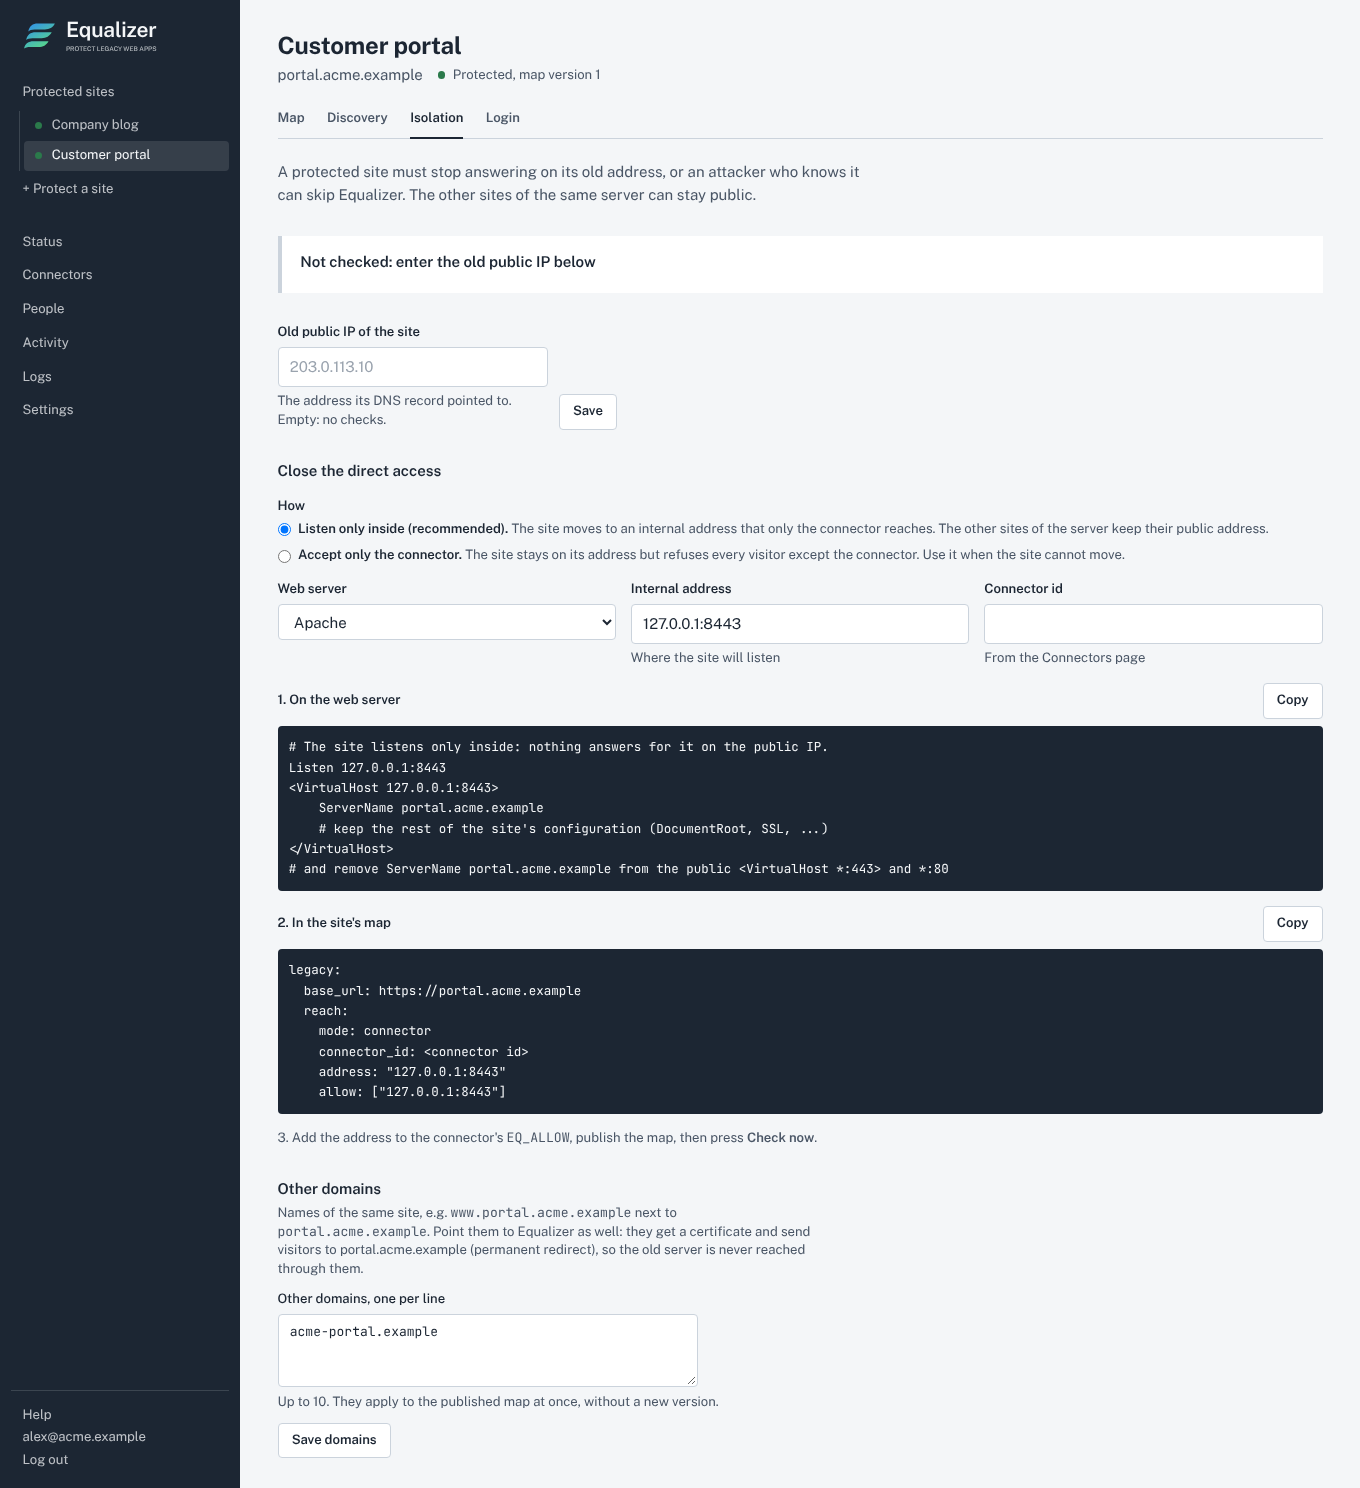 Equalizer
PROTECT LEGACY WEB APPS
Protected sites
Company blog
Customer portal
+ Protect a site
Status
Connectors
People
Activity
Logs
Settings
Help
alex@acme.example
Log out
Customer portal
portal.acme.example
Protected, map version 1
Map
Discovery
Isolation
Login
A protected site must stop answering on its old address, or an attacker who knows it
can skip Equalizer. The other sites of the same server can stay public.
Not checked: enter the old public IP below
Old public IP of the site
203.0.113.10
The address its DNS record pointed to.
Empty: no checks.
Save
Close the direct access
How
Listen only inside (recommended). The site moves to an internal address that only the connector reaches. The other sites of the server keep their public address.
Accept only the connector. The site stays on its address but refuses every visitor except the connector. Use it when the site cannot move.
Web server
Apache
Internal address
127.0.0.1:8443
Where the site will listen
Connector id
From the Connectors page
1. On the web server
Copy
# The site listens only inside: nothing answers for it on the public IP.
Listen 127.0.0.1:8443
<VirtualHost 127.0.0.1:8443>
    ServerName portal.acme.example
    # keep the rest of the site's configuration (DocumentRoot, SSL, ...)
</VirtualHost>
# and remove ServerName portal.acme.example from the public <VirtualHost *:443> and *:80
2. In the site's map
Copy
legacy:
  base_url: https://portal.acme.example
  reach:
    mode: connector
    connector_id: <connector id>
    address: "127.0.0.1:8443"
    allow: ["127.0.0.1:8443"]
3. Add the address to the connector's EQ_ALLOW, publish the map, then press Check now.
Other domains
Names of the same site, e.g. www.portal.acme.example next to
portal.acme.example. Point them to Equalizer as well: they get a certificate and send
visitors to portal.acme.example (permanent redirect), so the old server is never reached
through them.
Other domains, one per line
acme-portal.example
Up to 10. They apply to the published map at once, without a new version.
Save domains